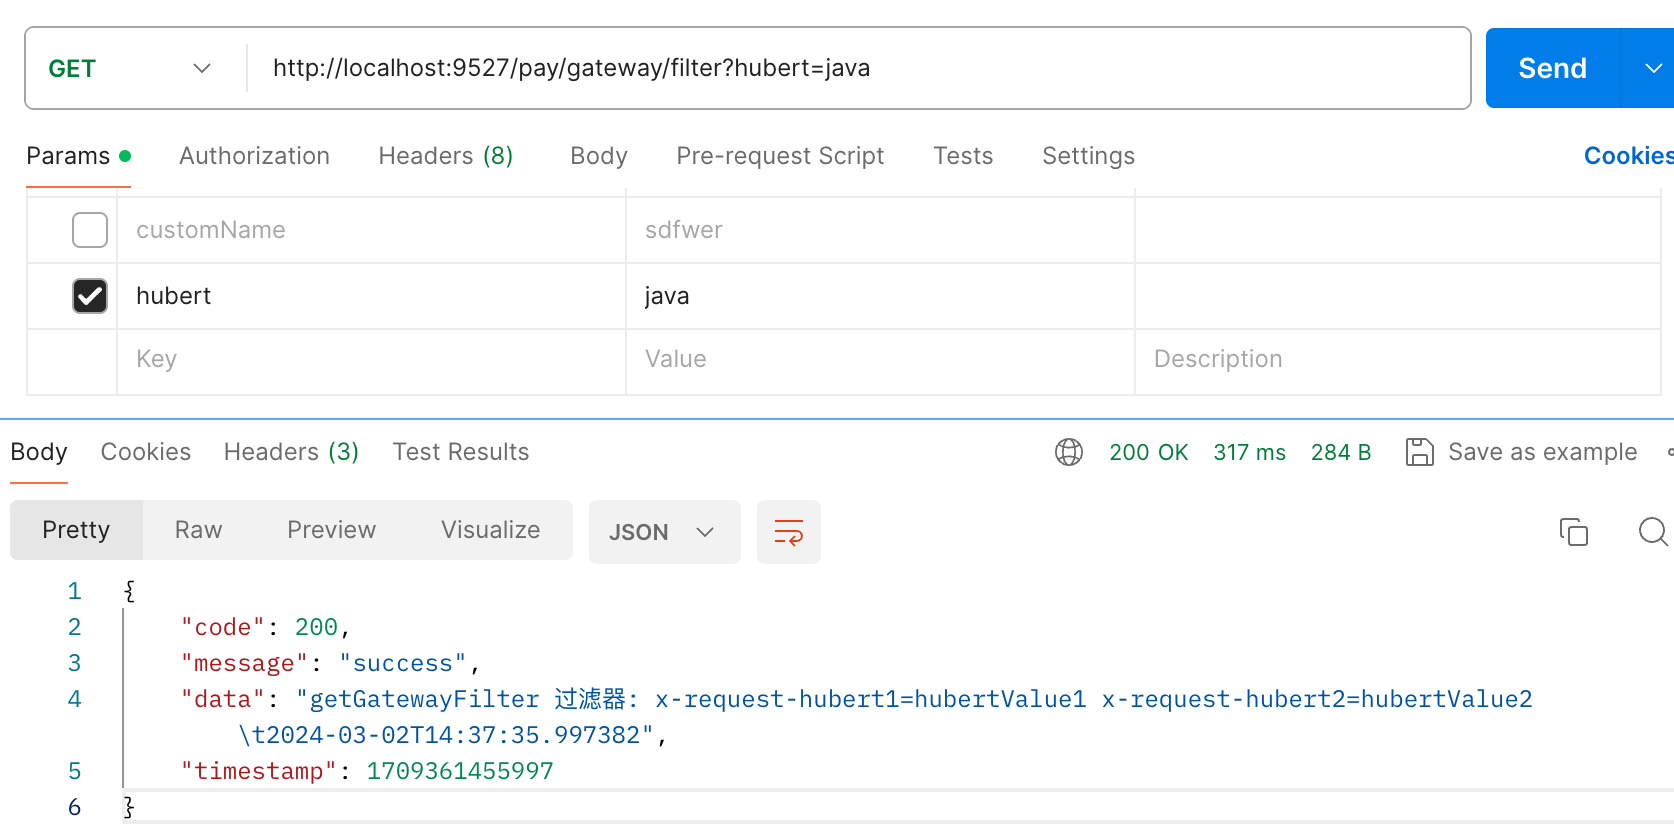 GET http://localhost:9527/pay/gateway/filter?hubert=java Send
Params Authorization Headers (8) Body Pre-request Script Tests Settings Cookies
customName sdfwer
hubert java
Key Value Description
Body Cookies Headers (3) Test Results 200 OK 317 ms 284 B Save as example
Pretty Raw Preview Visualize JSON
1 {
2 "code": 200,
3 "message": "success",
4 "data": "getGatewayFilter 过滤器: x-request-hubert1=hubertValue1 x-request-hubert2=hubertValue2
\t2024-03-02T14:37:35.997382",
5 "timestamp": 1709361455997
6 }